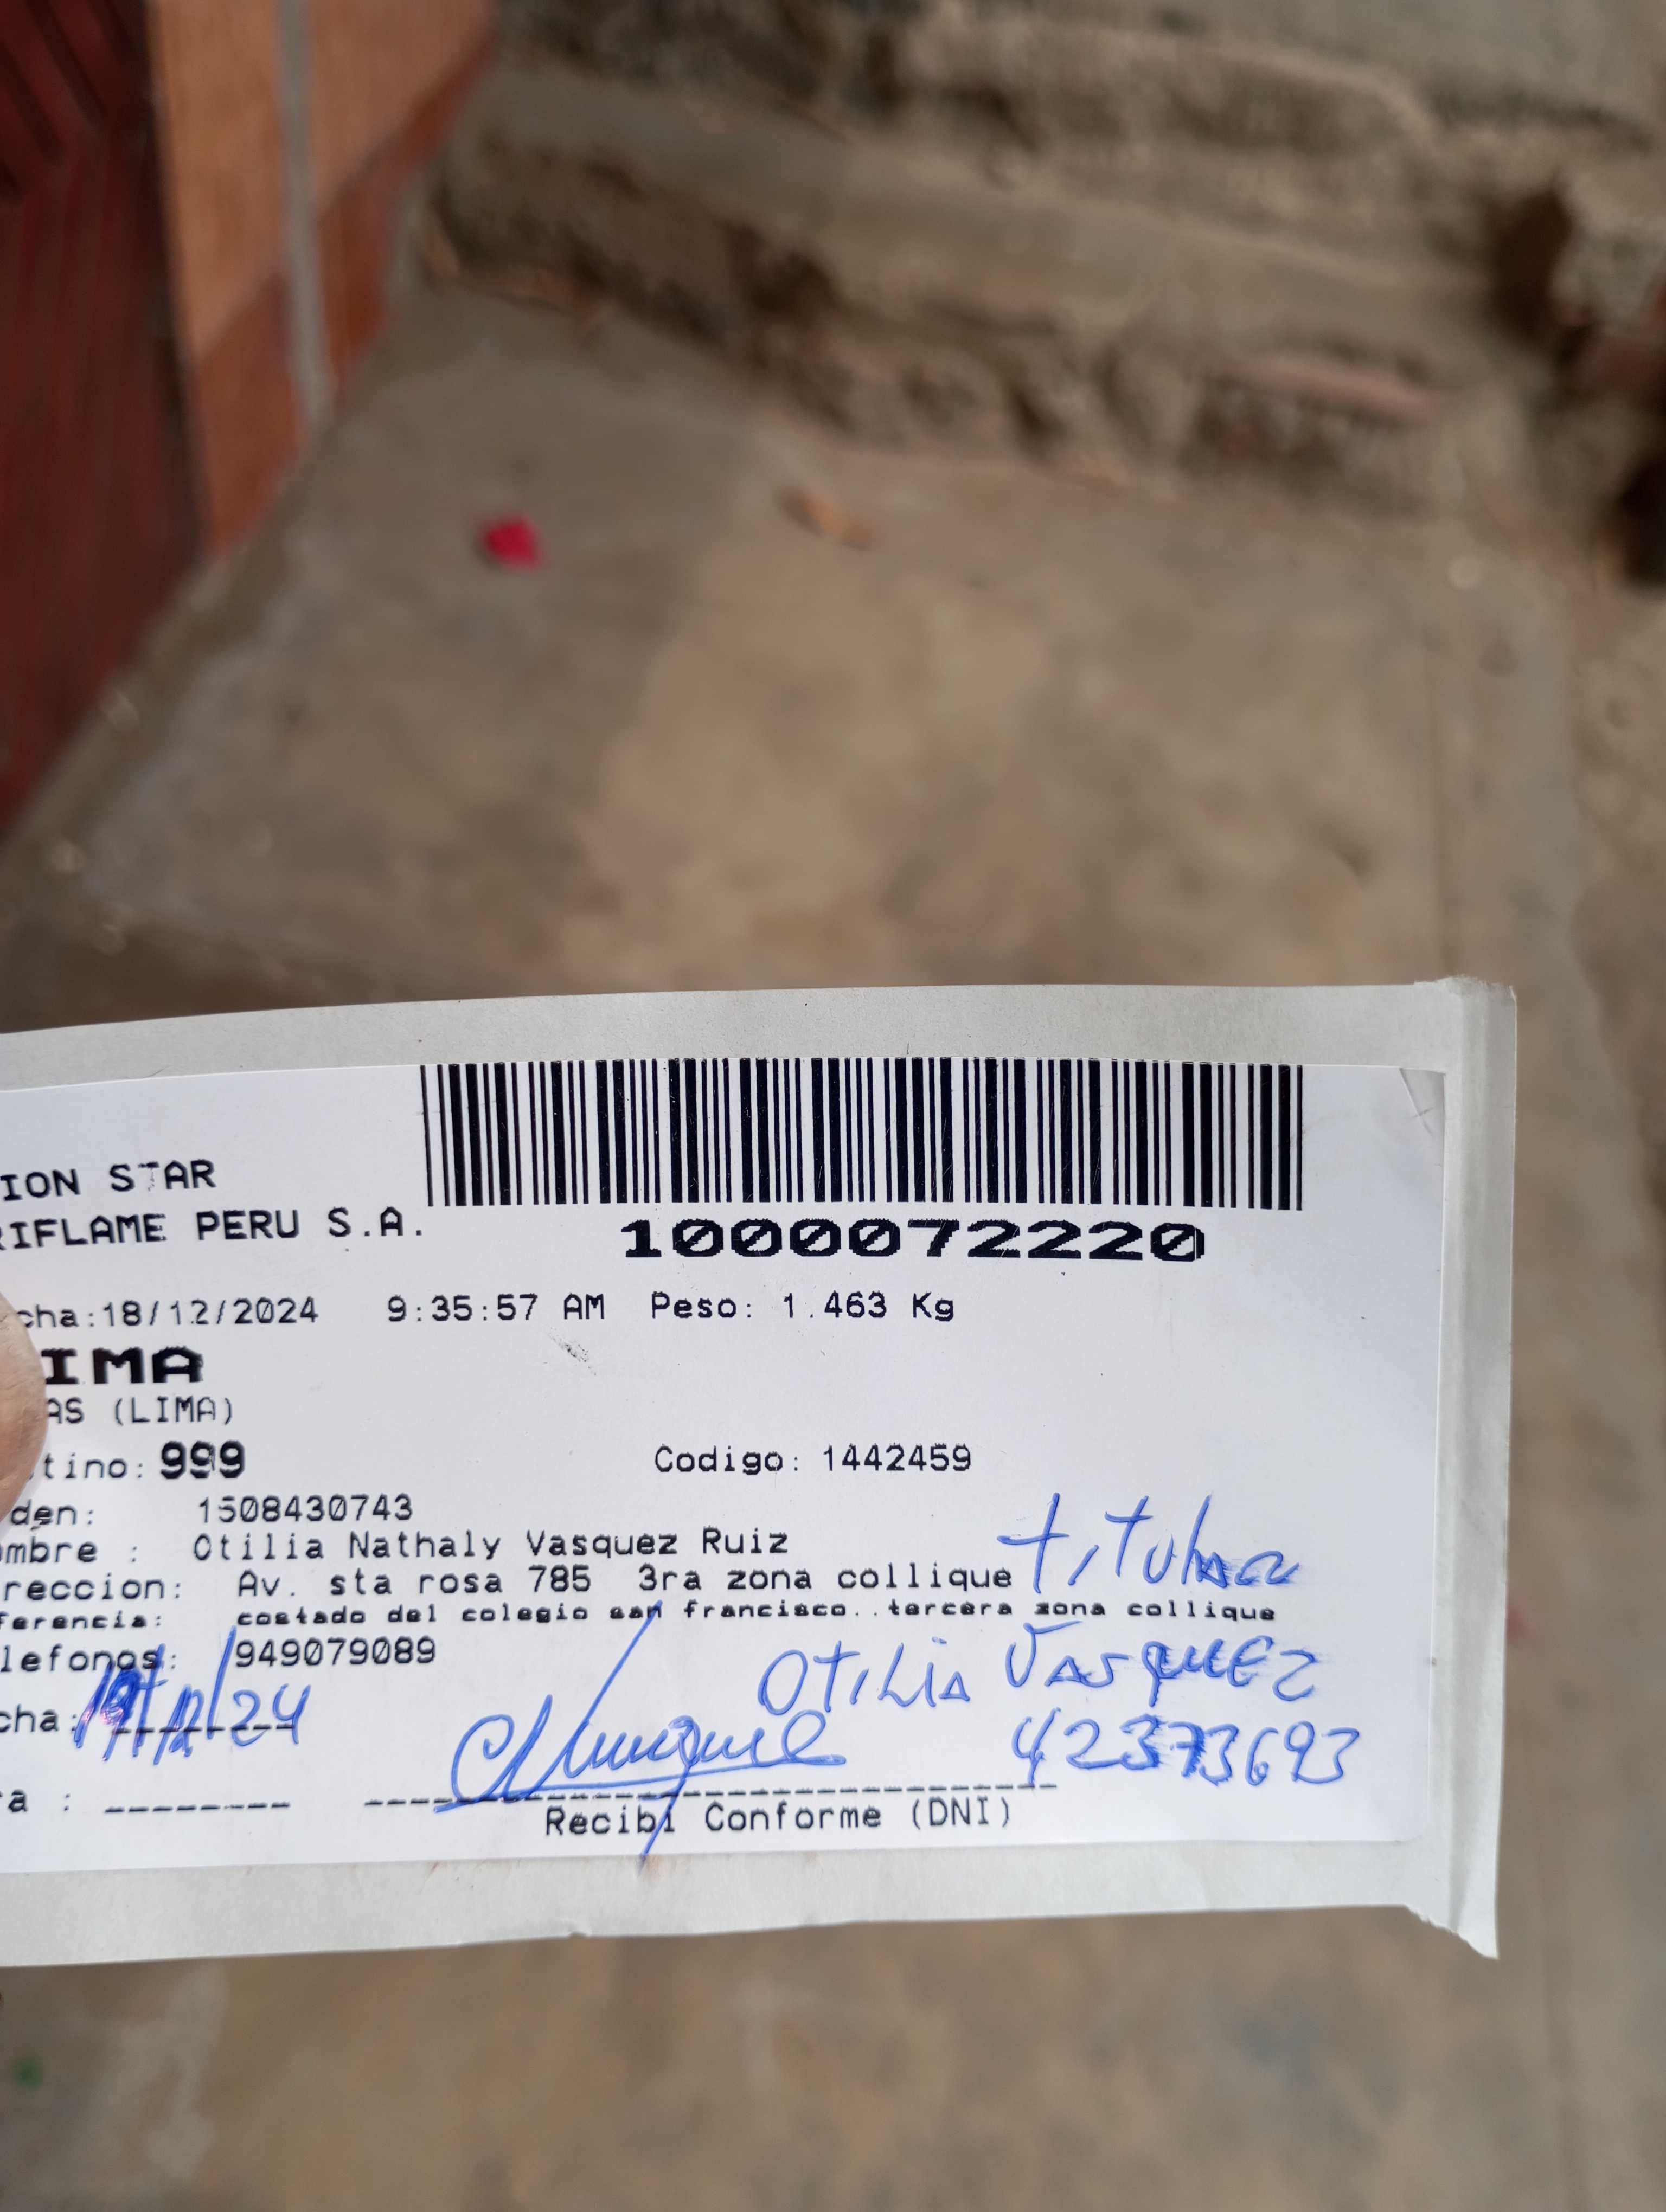 ION STAR
RIFLAME PERU S.A.
1000072220
cha:18/12/2024 9:35:57 AM Peso: 1.463 Kg
IMA
AS (LIMA)
tino: 999 Codigo: 1442459
den: 1508430743
ombre : Otilia Nathaly Vasquez Ruiz titular
reccion: Av. sta rosa 785 3ra zona collique
ferencia: costado del colegio san francisco..tercera zona collique
lefonos: 949079089
OTILIA VASQUEZ
cha: 19/12/24
42373693
a :
Recibi Conforme (DNI)